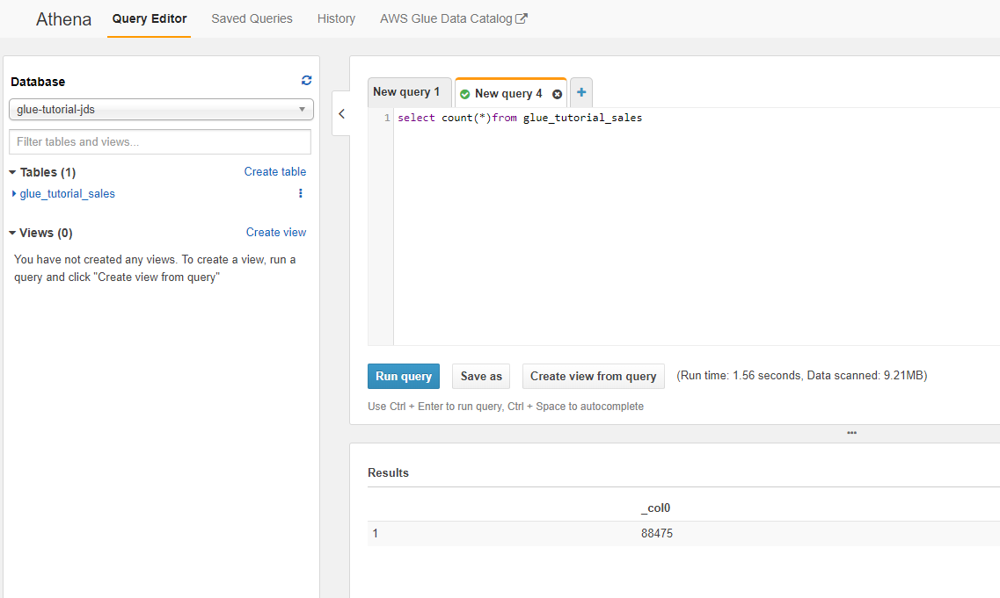 Athena Query Editor Saved Queries History AWS Glue Data Catalog
Database
glue-tutorial-jds
Filter tables and views...
Tables (1) Create table
glue_tutorial_sales
Views (0) Create view
You have not created any views. To create a view, run a
query and click "Create view from query"
New query 1 New query 4
1 select count(*)from glue_tutorial_sales
Run query Save as Create view from query (Run time: 1.56 seconds, Data scanned: 9.21MB)
Use Ctrl + Enter to run query, Ctrl + Space to autocomplete
Results
_col0
1 88475